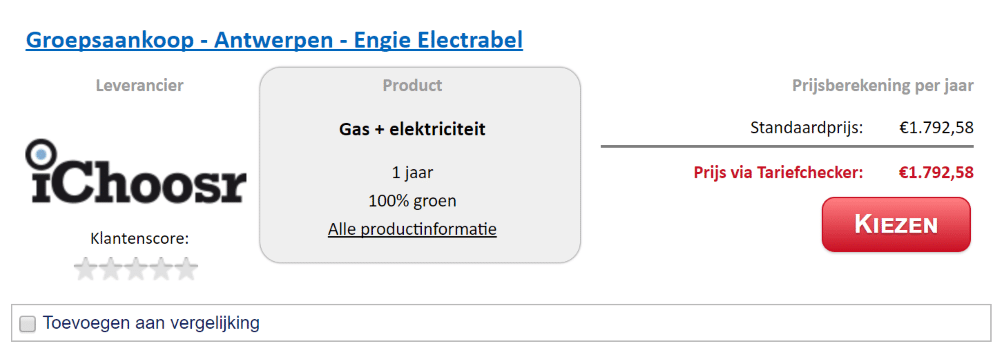 Groepsaankoop - Antwerpen - Engie Electrabel
Leverancier
Product
Prijsberekening per jaar
Gas + elektriciteit
Standaardprijs: €1.792,58
iChoosr
1 jaar
Prijs via Tariefchecker: €1.792,58
100% groen
KIEZEN
Alle productinformatie
Klantenscore:
Toevoegen aan vergelijking